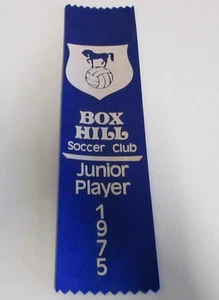 BOX
HILL
Soccer Club
Junior
Player
1
9
7
5